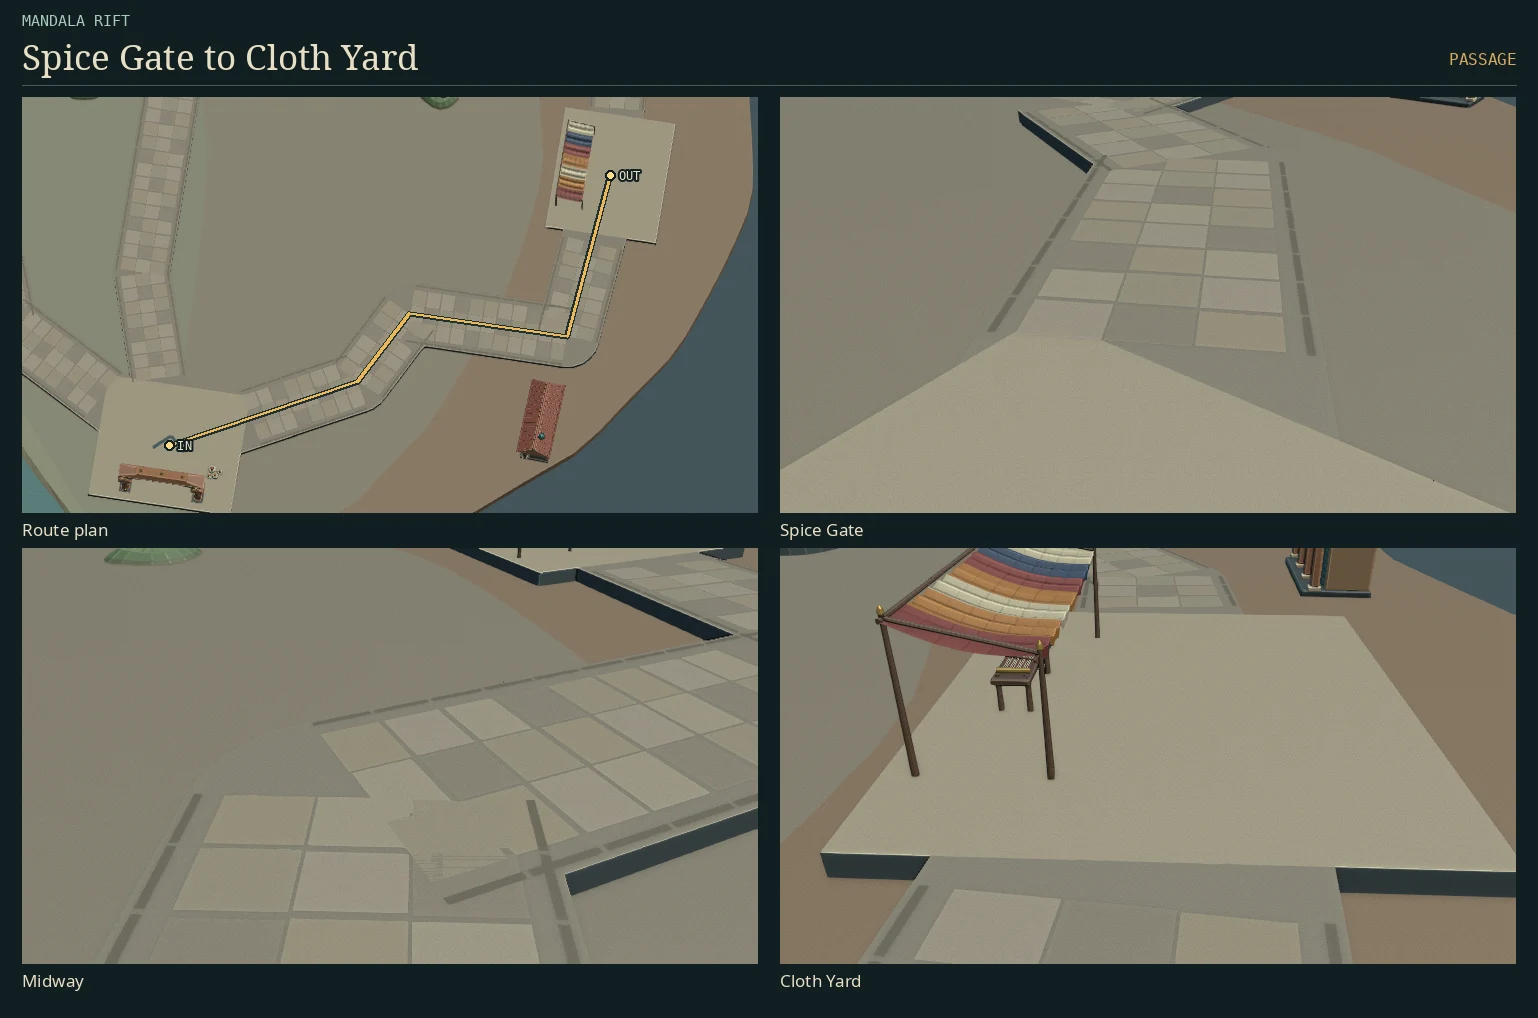 MANDALA RIFT
Spice Gate to Cloth Yard
PASSAGE
OUT
IN
Route plan
Spice Gate
Midway
Cloth Yard